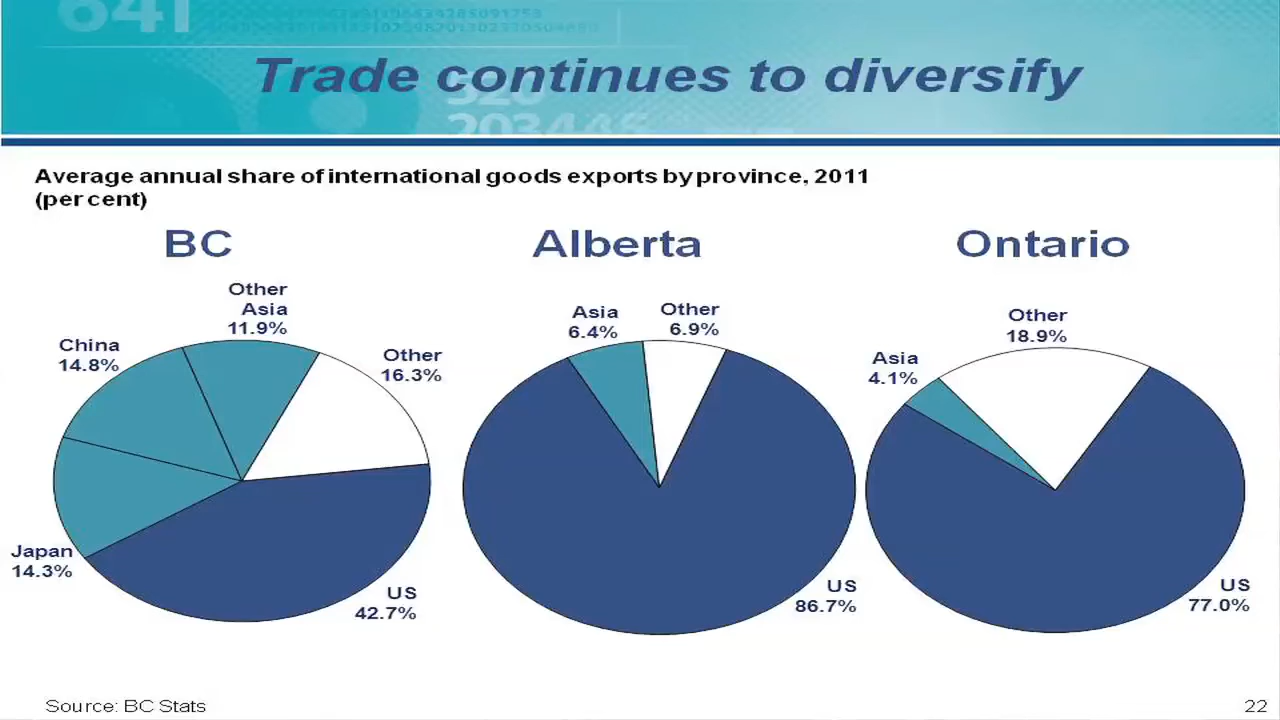 641
Trade continues to diversify
Average annual share of international goods exports by province, 2011
(per cent)
BC
Alberta
Ontario
Other
Asia
11.9%
China
14.8%
Other
16.3%
Japan
14.3%
US
42.7%
Asia
6.4%
Other
6.9%
US
86.7%
Other
18.9%
Asia
4.1%
US
77.0%
Source: BC Stats
22